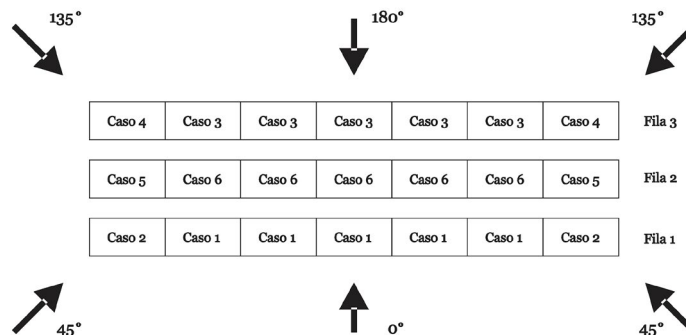 135° 180° 135°
Caso 4 Caso 3 Caso 3 Caso 3 Caso 3 Caso 3 Caso 4 Fila 3
Caso 5 Caso 6 Caso 6 Caso 6 Caso 6 Caso 6 Caso 5 Fila 2
Caso 2 Caso 1 Caso 1 Caso 1 Caso 1 Caso 1 Caso 2 Fila 1
45° 0° 45°